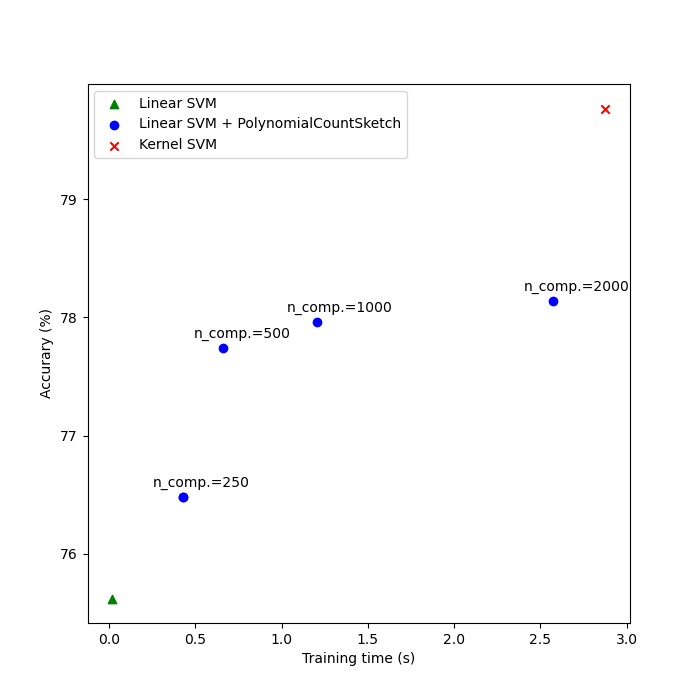 Linear SVM
Linear SVM + PolynomialCountSketch
Kernel SVM
79
n_comp.=2000
n_comp.=1000
78
n_comp.=500
Accurary (%)
77
n_comp.=250
76
0.0 0.5 1.0 1.5 2.0 2.5 3.0
Training time (s)